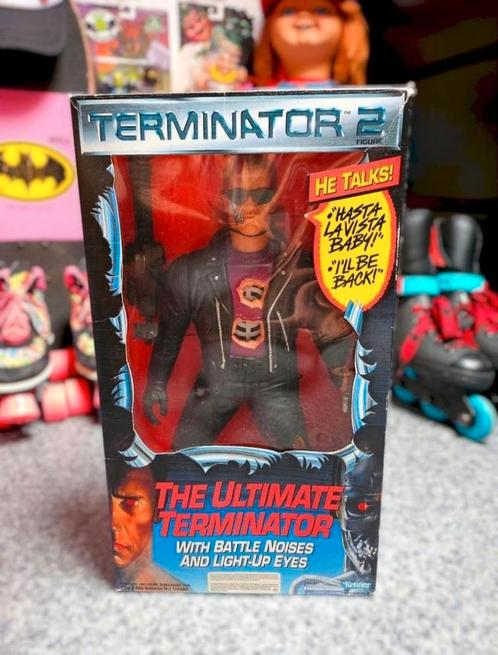 TERMINATOR™ 2
FIGURE
HE TALKS!
•"HASTA
LA VISTA
BABY!"
•"I'LL BE
BACK!"
THE ULTIMATE
TERMINATOR
WITH BATTLE NOISES
AND LIGHT-UP EYES
Kenner